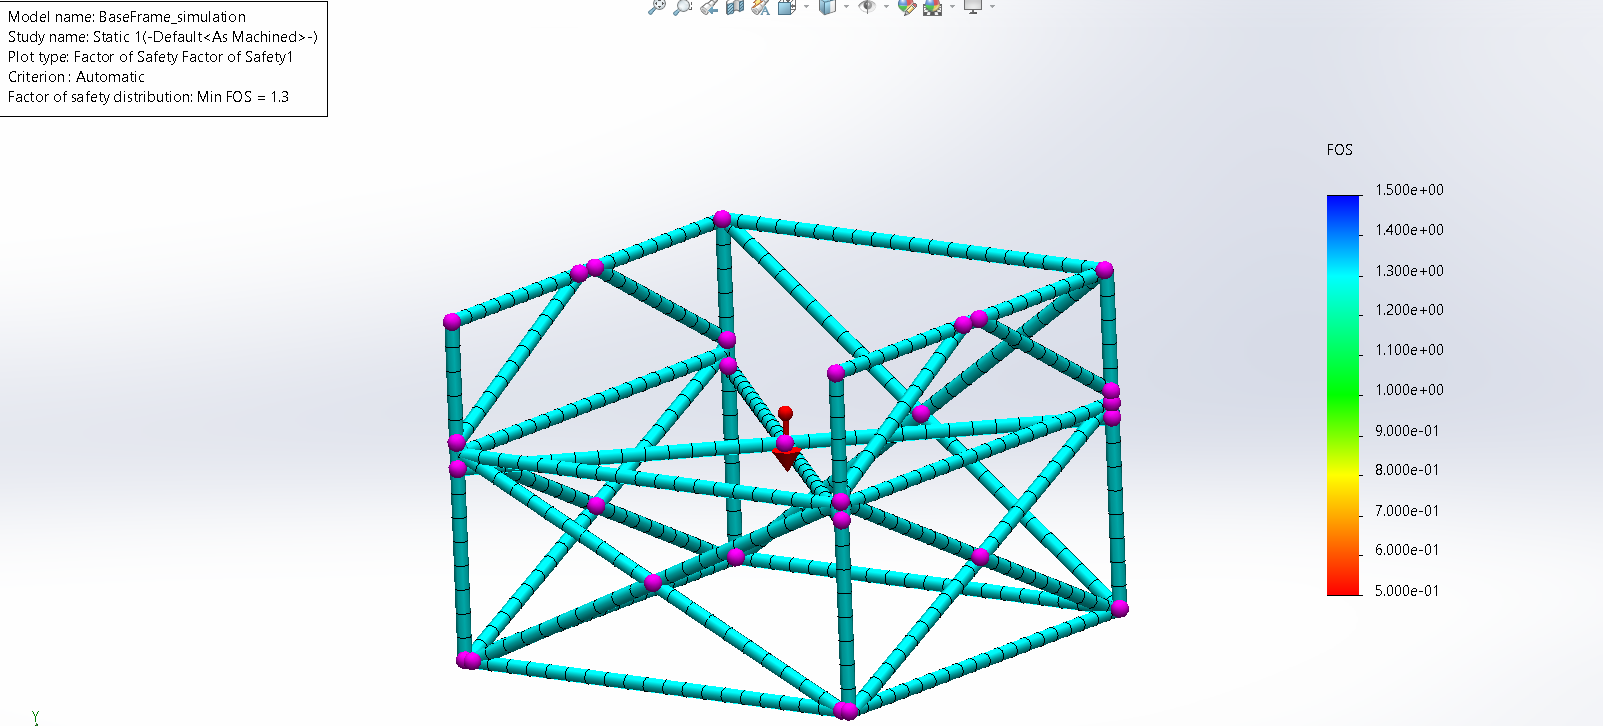 Model name: BaseFrame_simulation
Study name: Static 1(-Default<As Machined>-)
Plot type: Factor of Safety Factor of Safety1
Criterion : Automatic
Factor of safety distribution: Min FOS = 1.3
FOS
1.500e+00
1.400e+00
1.300e+00
1.200e+00
1.100e+00
1.000e+00
9.000e-01
8.000e-01
7.000e-01
6.000e-01
5.000e-01
Y